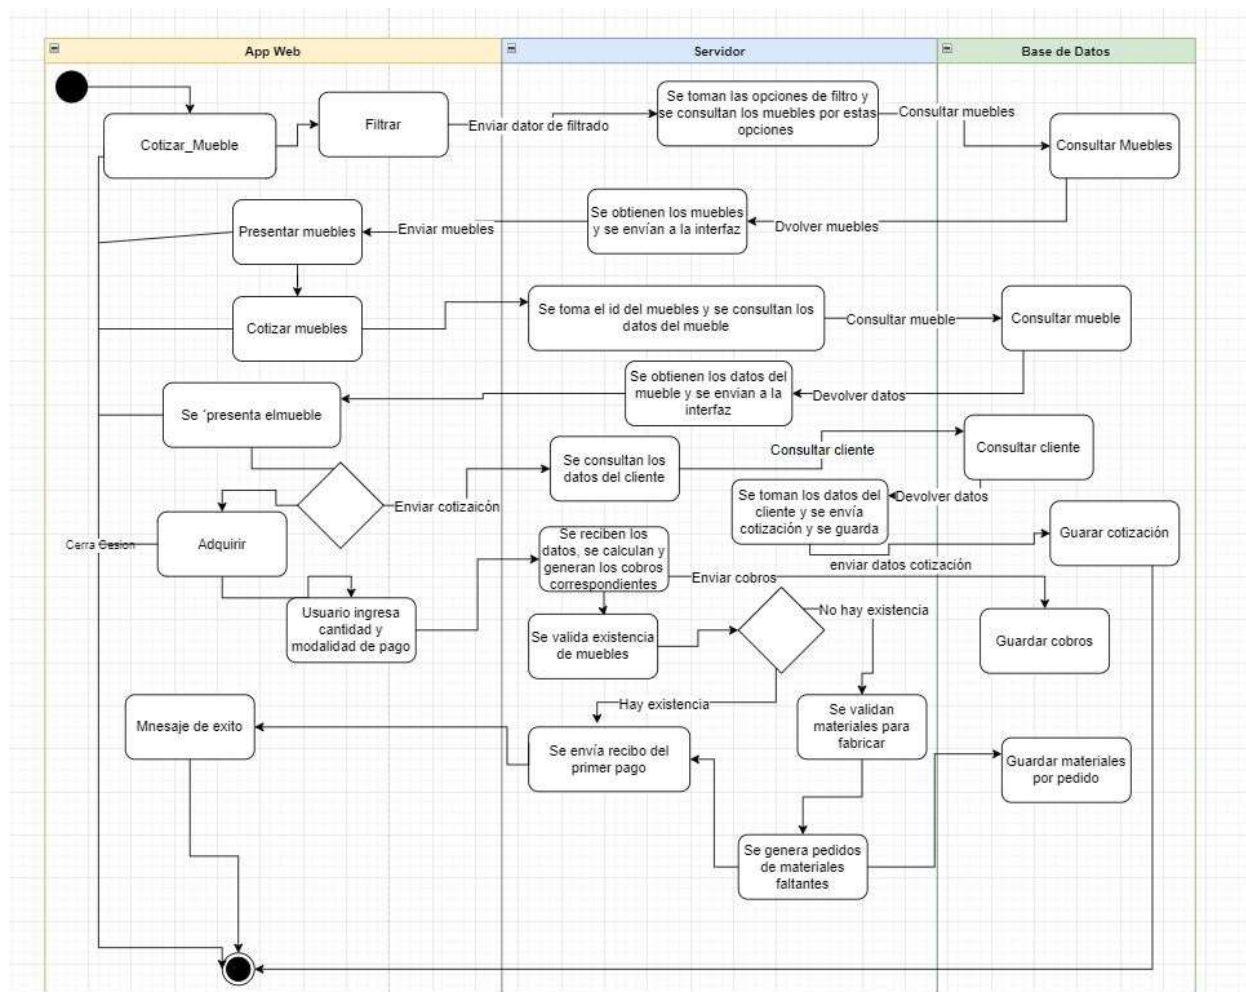 App Web
Servidor
Base de Datos
Cotizar_Mueble
Filtrar
Enviar dator de filtrado
Se toman las opciones de filtro y
se consultan los muebles por estas
opciones
Consultar muebles
Consultar Muebles
Presentar muebles
Enviar muebles
Se obtienen los muebles
y se envían a la interfaz
Dvolver muebles
Cotizar muebles
Se toma el id del muebles y se consultan los
datos del mueble
Consultar mueble
Consultar mueble
Se ´presenta elmueble
Se obtienen los datos del
mueble y se envian a la
interfaz
Devolver datos
Enviar cotizaicón
Se consultan los
datos del cliente
Consultar cliente
Consultar cliente
Se toman los datos del
cliente y se envía
cotización y se guarda
Devolver datos
Guarar cotización
enviar datos cotización
Cerra Cesion
Adquirir
Usuario ingresa
cantidad y
modalidad de pago
Se reciben los
datos, se calculan y
generan los cobros
correspondientes
Enviar cobros
Guardar cobros
Se valida existencia
de muebles
No hay existencia
Hay existencia
Mnesaje de exito
Se envía recibo del
primer pago
Se validan
materiales para
fabricar
Guardar materiales
por pedido
Se genera pedidos
de materiales
faltantes